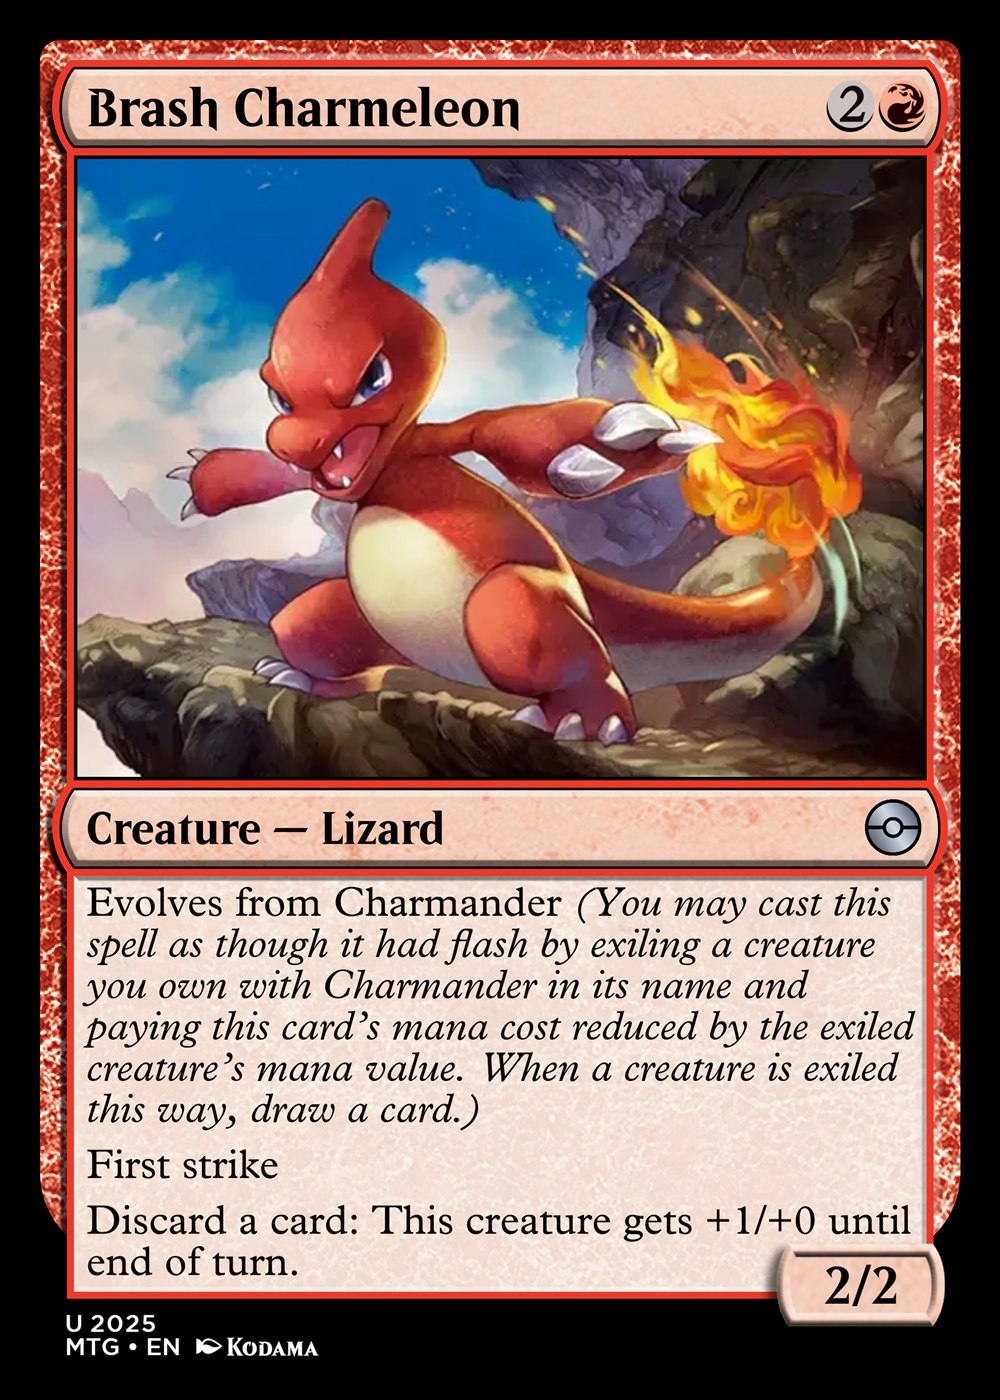 Brash Charmeleon 2
Creature — Lizard
Evolves from Charmander (You may cast this
spell as though it had flash by exiling a creature
you own with Charmander in its name and
paying this card’s mana cost reduced by the exiled
creature’s mana value. When a creature is exiled
this way, draw a card.)
First strike
Discard a card: This creature gets +1/+0 until
end of turn.
2/2
U 2025
MTG • EN KODAMA